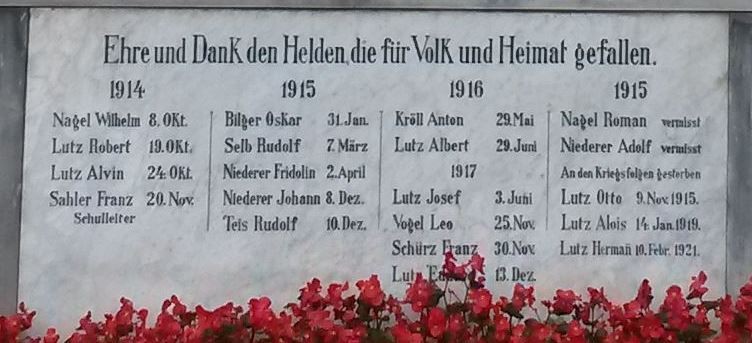 Ehre und Dank den Helden, die für Volk und Heimat gefallen.
1914
Nagel Wilhelm 8. Okt.
Lutz Robert 19. Okt.
Lutz Alvin 24. Okt.
Sahler Franz 20. Nov.
Schulleiter
1915
Bilger Oskar 31. Jan.
Selb Rudolf 7. März
Niederer Fridolin 2. April
Niederer Johann 8. Dez.
Teis Rudolf 10. Dez.
1916
Kröll Anton 29. Mai
Lutz Albert 29. Juni
1917
Lutz Josef 3. Juni
Vogel Leo 25. Nov.
Schürz Franz 30. Nov.
Lutz 13. Dez.
1915
Nagel Roman vermisst
Niederer Adolf vermisst
An den Kriegsfolgen gestorben
Lutz Otto 9. Nov. 1915.
Lutz Alois 14. Jan. 1919.
Lutz Hermañ 10. Febr. 1921.